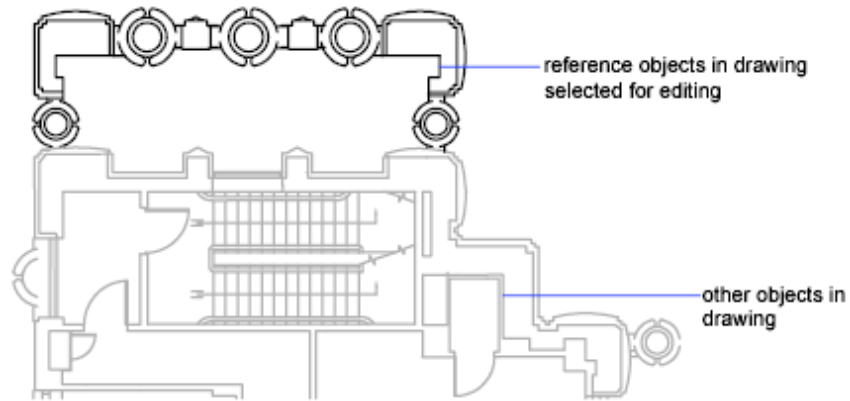 reference objects in drawing
selected for editing
other objects in
drawing